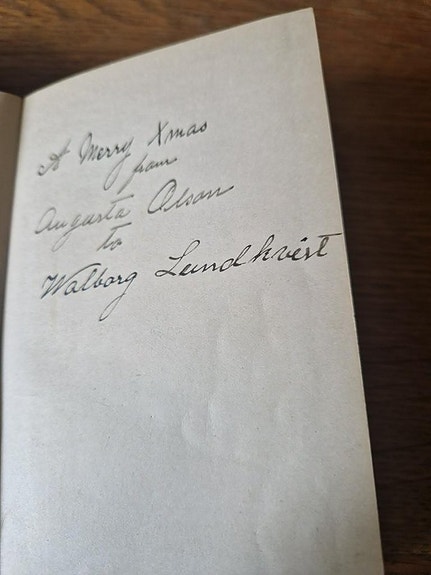 A Merry Xmas
from
Augusta Olson
to
Walborg Lundkvist